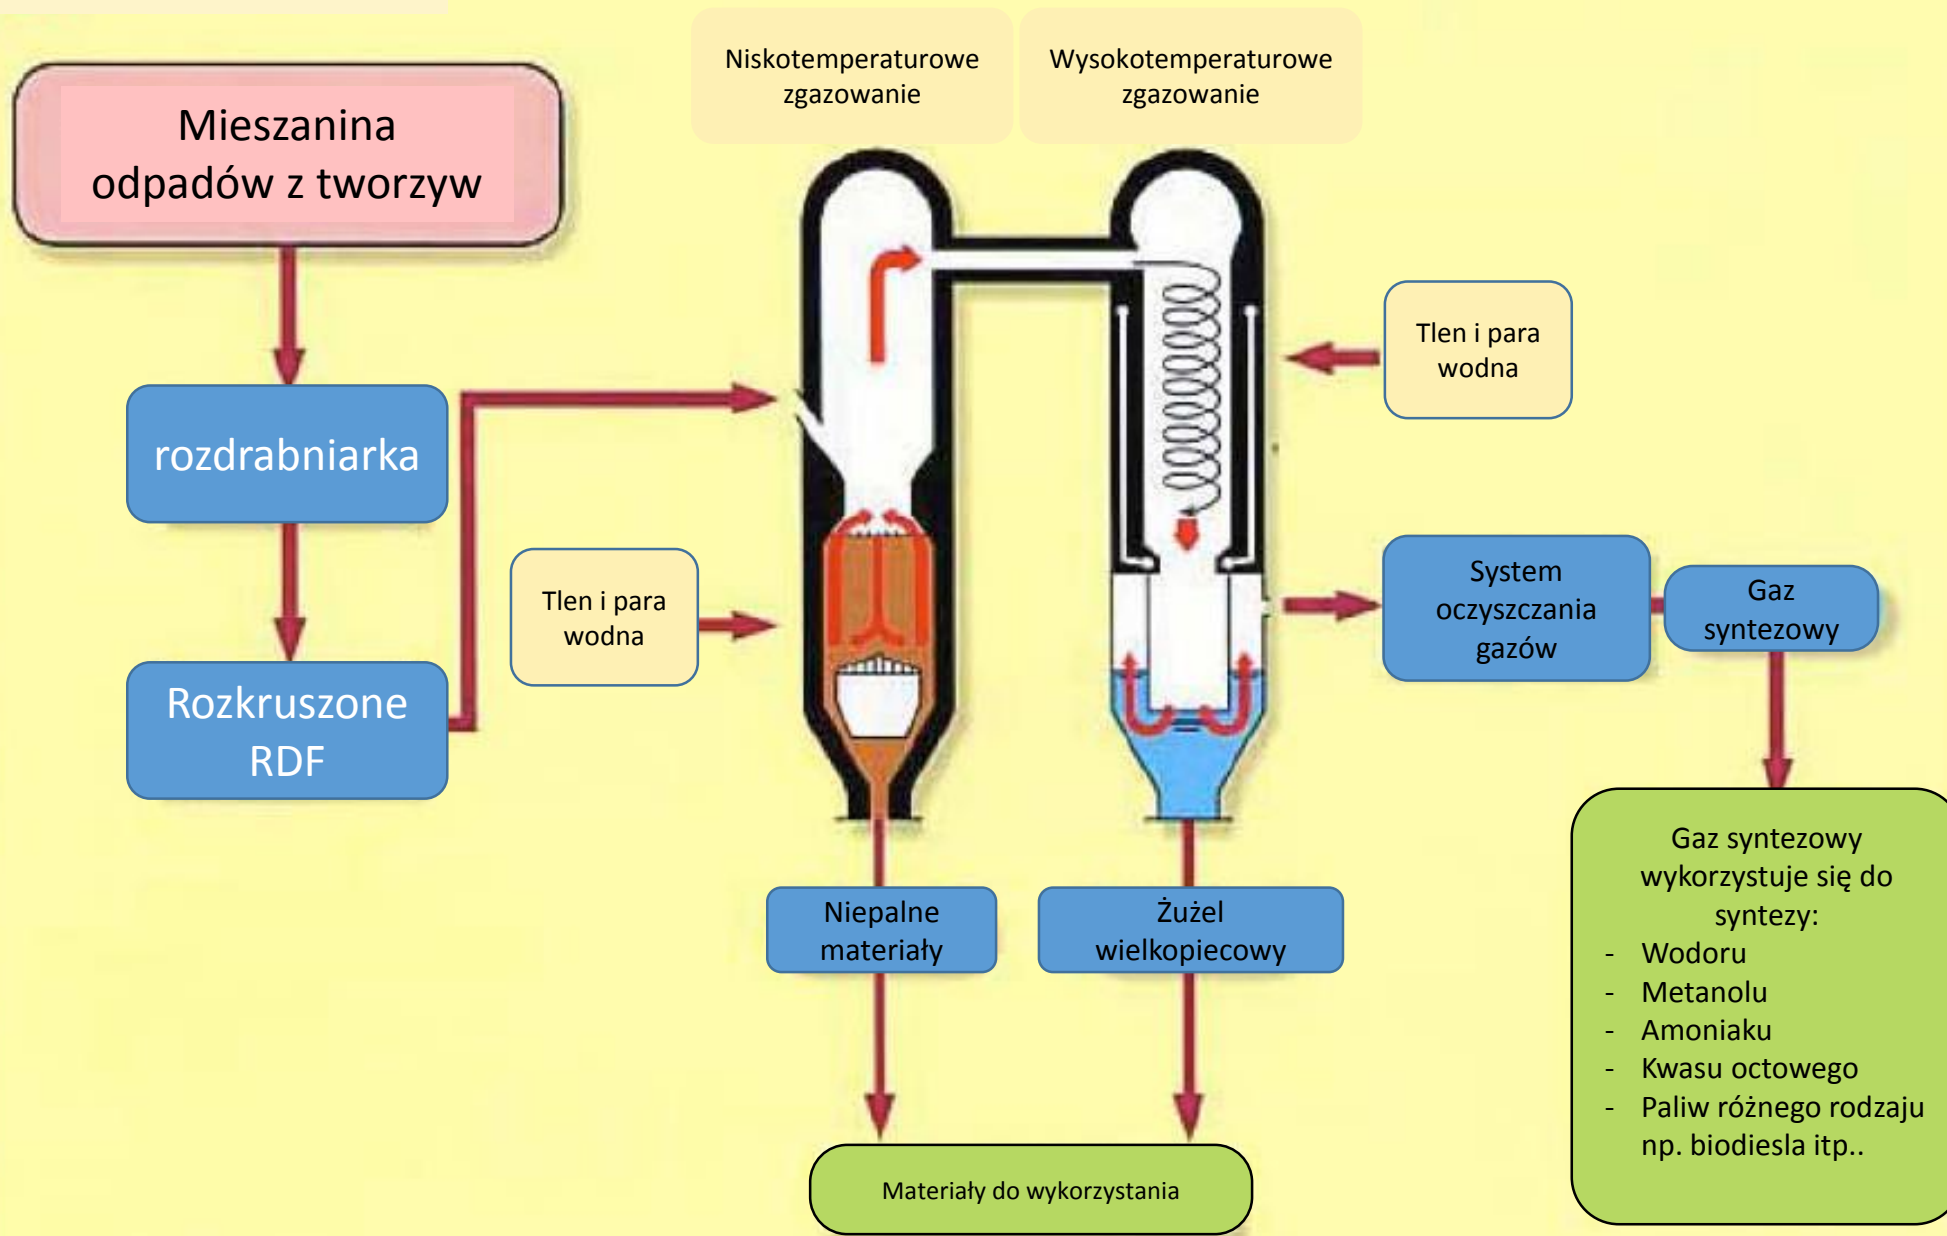 Niskotemperaturowe
zgazowanie
Wysokotemperaturowe
zgazowanie
Mieszanina
odpadów z tworzyw
rozdrabniarka
Rozkruszone
RDF
Tlen i para
wodna
Tlen i para
wodna
System
oczyszczania
gazów
Gaz
syntezowy
Niepalne
materiały
Żużel
wielkopiecowy
Materiały do wykorzystania
Gaz syntezowy
wykorzystuje się do
syntezy:
- Wodoru
- Metanolu
- Amoniaku
- Kwasu octowego
- Paliw różnego rodzaju
np. biodiesla itp..